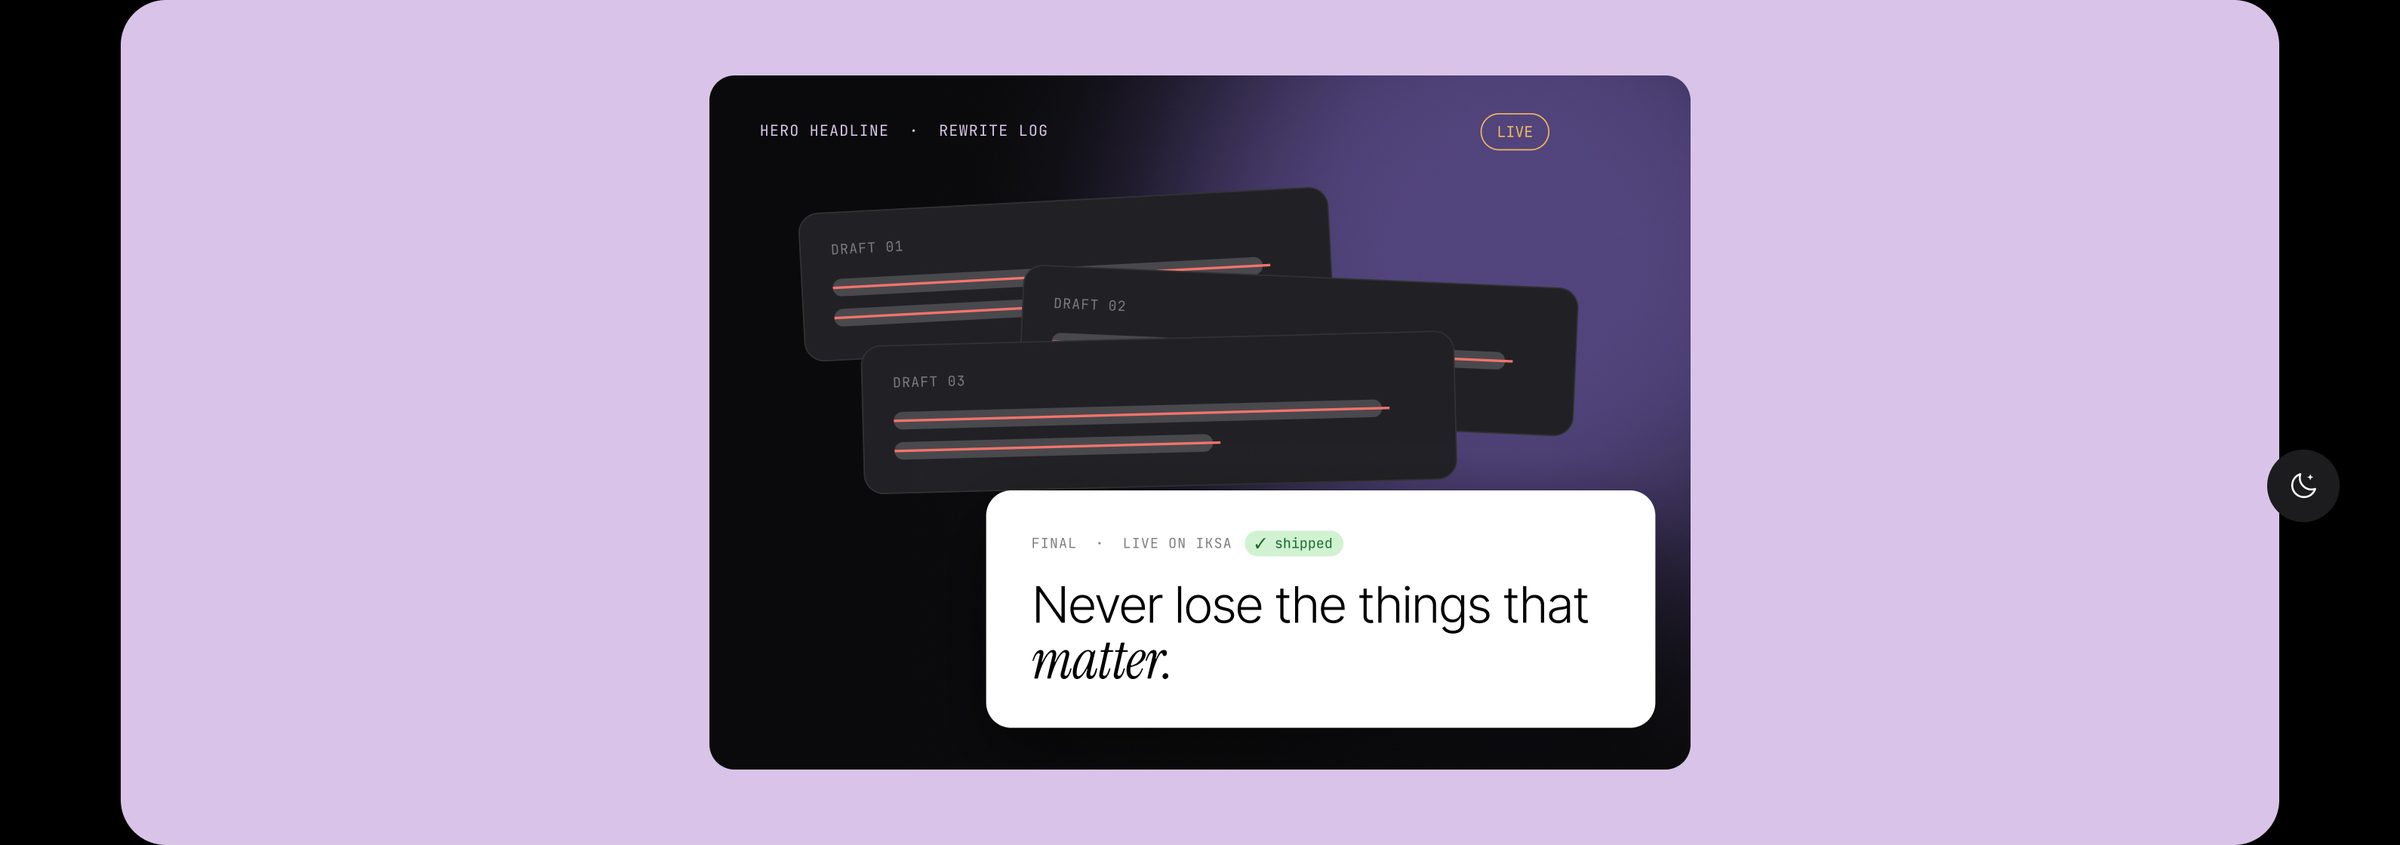 HERO HEADLINE · REWRITE LOG
LIVE
DRAFT 01
DRAFT 02
DRAFT 03
FINAL · LIVE ON IKSA ✓ shipped
Never lose the things that
matter.